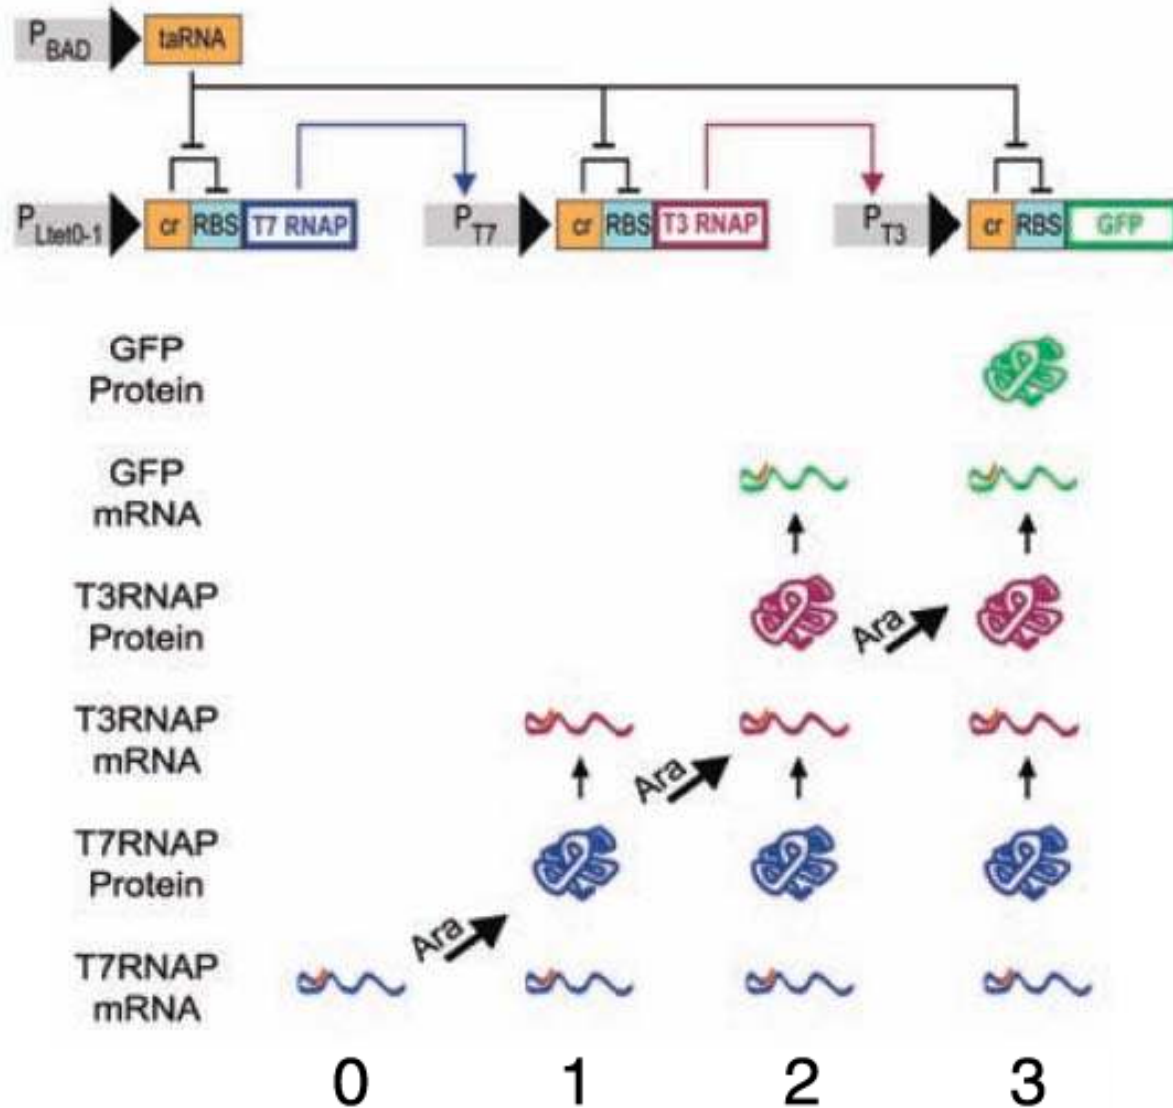 PBAD taRNA
PLtet0-1 cr RBS T7 RNAP PT7 cr RBS T3 RNAP PT3 cr RBS GFP
GFP
Protein
GFP
mRNA
T3RNAP
Protein
Ara
T3RNAP
mRNA
Ara
T7RNAP
Protein
Ara
T7RNAP
mRNA
0 1 2 3